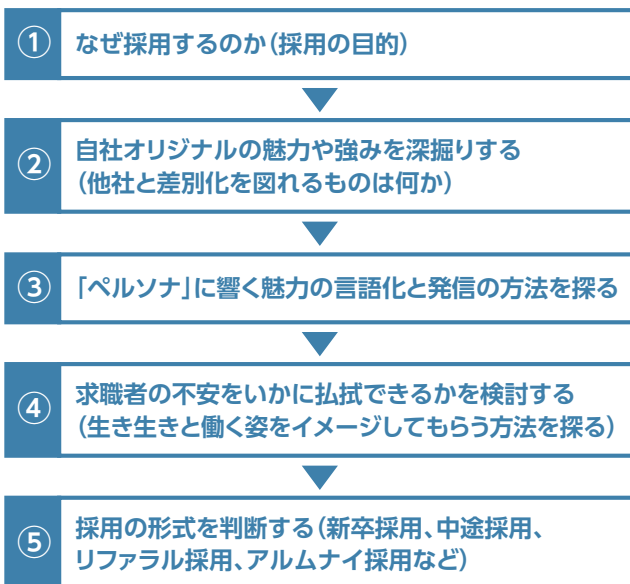 ① なぜ採用するのか（採用の目的）
② 自社オリジナルの魅力や強みを深掘りする
（他社と差別化を図れるものは何か）
③ 「ペルソナ」に響く魅力の言語化と発信の方法を探る
④ 求職者の不安をいかに払拭できるかを検討する
（生き生きと働く姿をイメージしてもらう方法を探る）
⑤ 採用の形式を判断する（新卒採用、中途採用、
リファラル採用、アルムナイ採用など）